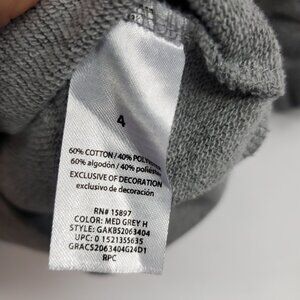 4
60% COTTON / 40% POLYESTER
60% algodón / 40% poliéster
EXCLUSIVE OF DECORATION
exclusivo de decoración
RN# 15897
COLOR: MED GREY H
STYLE: GAKBS2063404
UPC: 0 1521355635
GRACS2063404G24D1
RPC